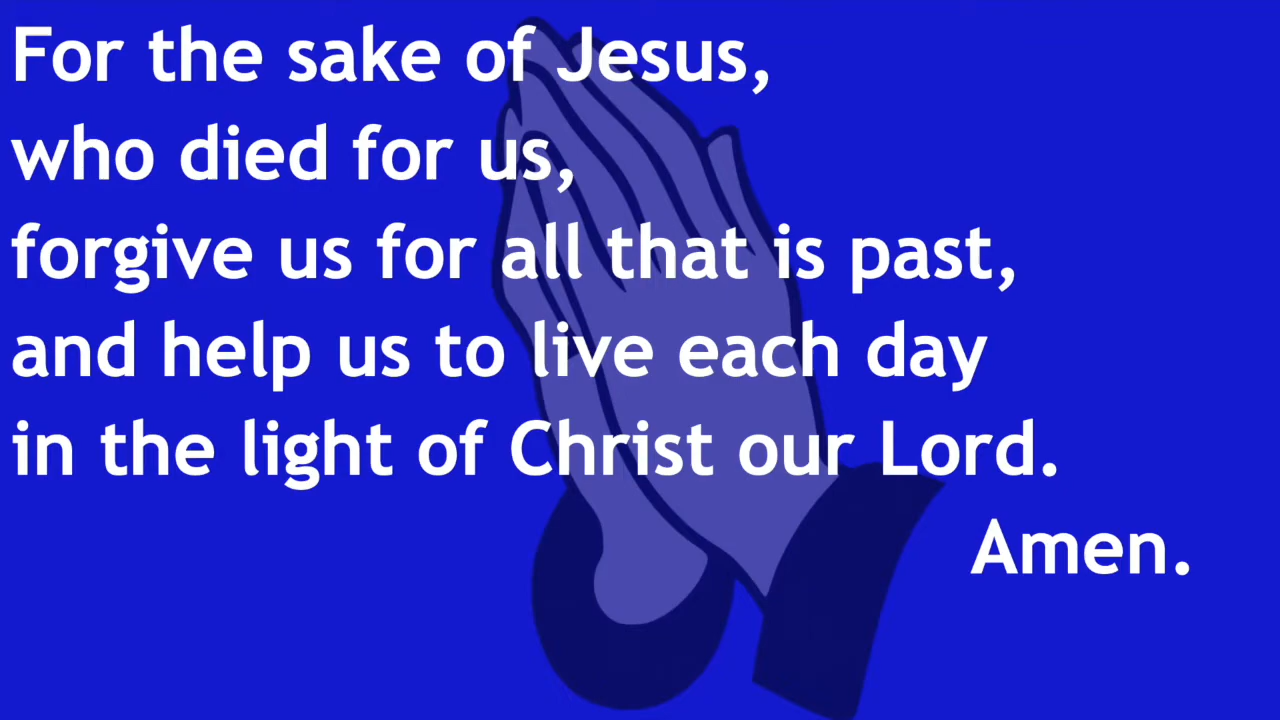 For the sake of Jesus,
who died for us,
forgive us for all that is past,
and help us to live each day
in the light of Christ our Lord.
Amen.